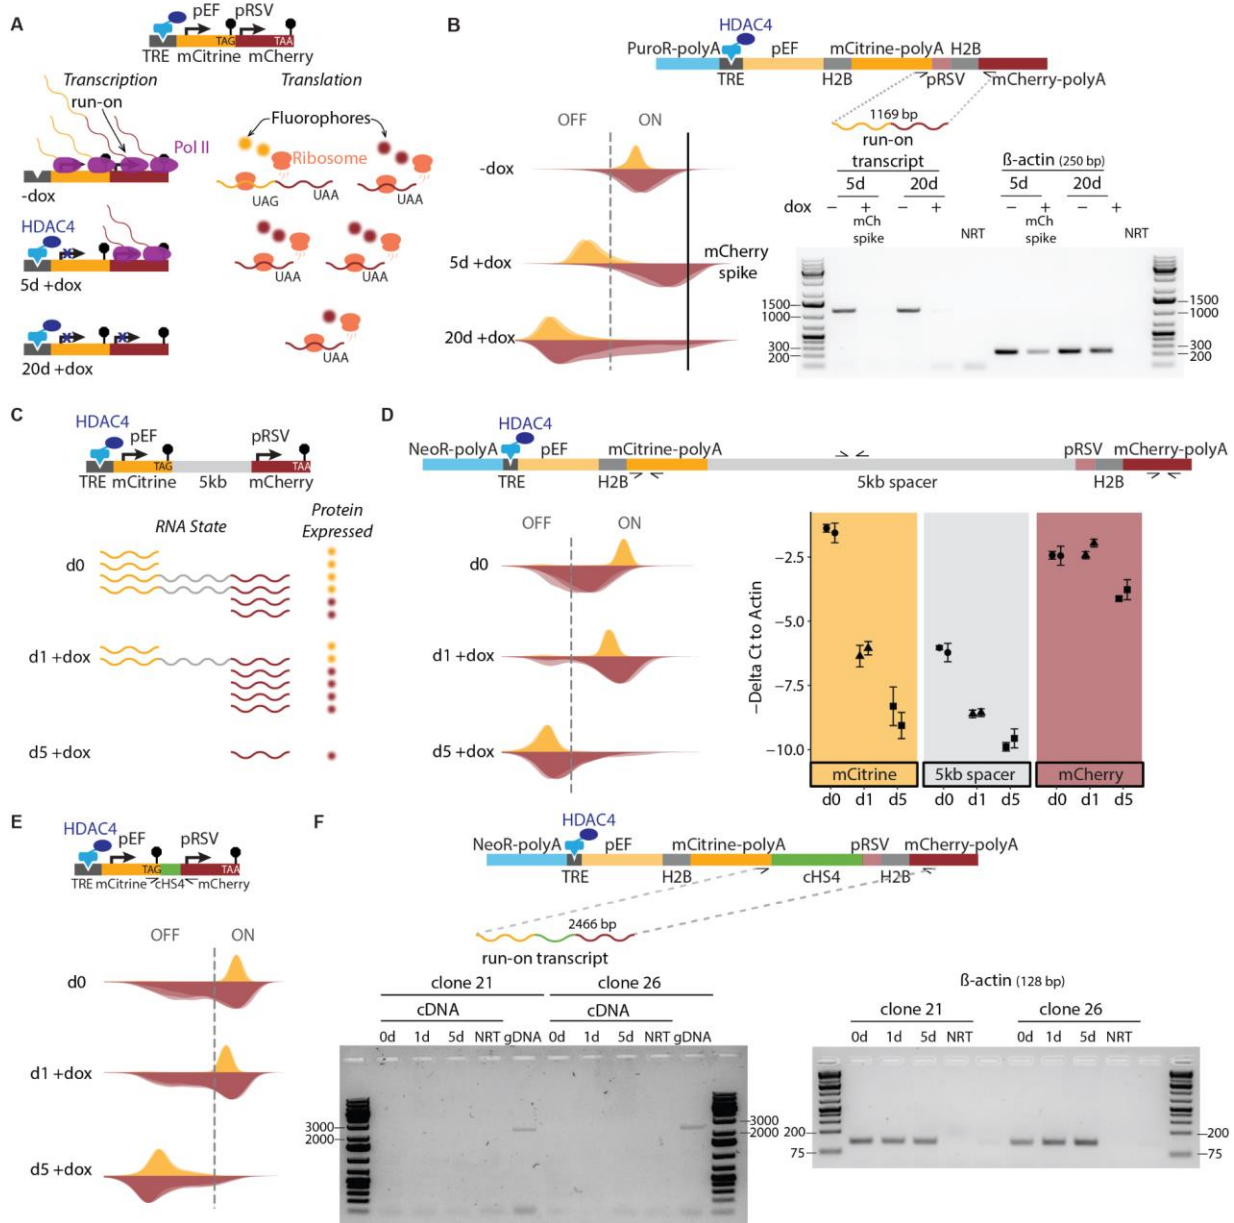 A
HDAC4
pEF
pRSV
TAG
TAA
TRE mCitrine mCherry
Transcription
Translation
run-on
Fluorophores
Pol II
Ribosome
-dox
UAG
UAA
UAA
HDAC4
5d +dox
UAA
UAA
20d +dox
UAA
B
HDAC4
PuroR-polyA
pEF
mCitrine-polyA
H2B
TRE
H2B
pRSV
mCherry-polyA
OFF
ON
-dox
5d +dox
mCherry
spike
20d +dox
1169 bp
run-on
transcript
ß-actin (250 bp)
5d
20d
5d
20d
dox
− + − +
− + − +
mCh
spike
NRT
mCh
spike
NRT
1500
1000
300
200
1500
1000
300
200
C
HDAC4
pEF
pRSV
TAG
TAA
TRE mCitrine
5kb
mCherry
RNA State
Protein
Expressed
d0
d1 +dox
d5 +dox
D
HDAC4
NeoR-polyA
pEF
mCitrine-polyA
pRSV
mCherry-polyA
TRE
H2B
5kb spacer
H2B
OFF
ON
d0
d1 +dox
d5 +dox
−Delta Ct to Actin
−2.5
−5.0
−7.5
−10.0
mCitrine
5kb spacer
mCherry
d0 d1 d5
d0 d1 d5
d0 d1 d5
E
HDAC4
pEF
pRSV
TAG
TAA
TRE mCitrine
cHS4
mCherry
OFF
ON
d0
d1 +dox
d5 +dox
F
HDAC4
NeoR-polyA
pEF
mCitrine-polyA
pRSV
mCherry-polyA
TRE
H2B
cHS4
H2B
2466 bp
run-on transcript
clone 21
clone 26
cDNA
cDNA
0d 1d 5d NRT gDNA 0d 1d 5d NRT gDNA
3000
2000
3000
2000
ß-actin (128 bp)
clone 21
clone 26
0d 1d 5d NRT
0d 1d 5d NRT
200
75
200
75